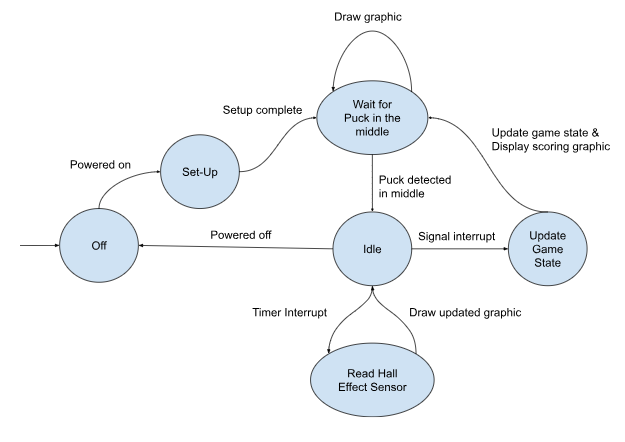 Draw graphic
Wait for
Puck in the
middle
Setup complete
Update game state &
Display scoring graphic
Powered on
Set-Up
Puck detected
in middle
Off
Powered off
Idle
Signal interrupt
Update
Game
State
Timer Interrupt
Draw updated graphic
Read Hall
Effect Sensor